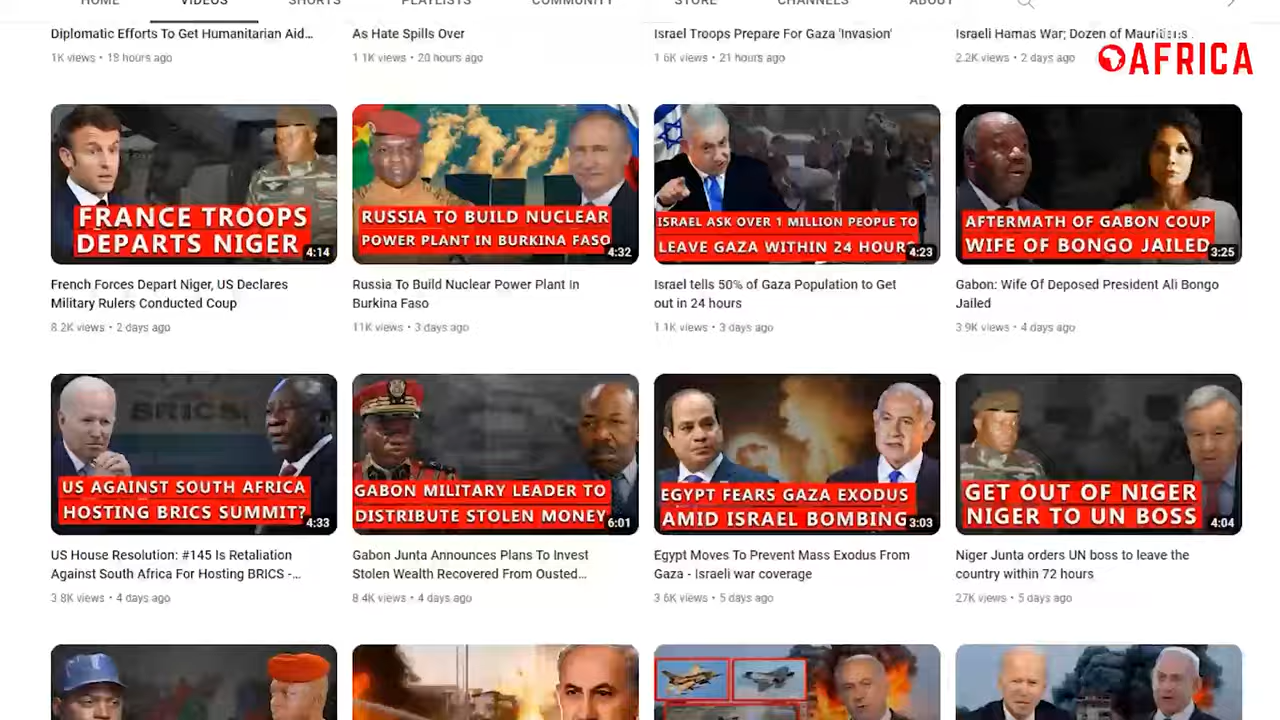 HOME VIDEOS SHORTS PLAYLISTS COMMUNITY STORE CHANNELS ABOUT
Diplomatic Efforts To Get Humanitarian Aid...
1K views • 18 hours ago
As Hate Spills Over
1.1K views • 20 hours ago
Israel Troops Prepare For Gaza 'Invasion'
1.6K views • 21 hours ago
Israeli Hamas War; Dozen of
2.2K views • 2 days ago
AFRICA
FRANCE TROOPS
DEPARTS NIGER
4:14
French Forces Depart Niger, US Declares
Military Rulers Conducted Coup
8.2K views • 2 days ago
RUSSIA TO BUILD NUCLEAR
POWER PLANT IN BURKINA FASO
4:32
Russia To Build Nuclear Power Plant In
Burkina Faso
11K views • 3 days ago
ISRAEL ASK OVER 1 MILLION PEOPLE TO
LEAVE GAZA WITHIN 24 HOUR
4:23
Israel tells 50% of Gaza Population to Get
out in 24 hours
1.1K views • 3 days ago
AFTERMATH OF GABON COUP
WIFE OF BONGO JAILED
3:25
Gabon: Wife Of Deposed President Ali Bongo
Jailed
3.9K views • 4 days ago
BRICS
US AGAINST SOUTH AFRICA
HOSTING BRICS SUMMIT?
4:33
US House Resolution: #145 Is Retaliation
Against South Africa For Hosting BRICS -...
3.8K views • 4 days ago
GABON MILITARY LEADER TO
DISTRIBUTE STOLEN MONEY
6:01
Gabon Junta Announces Plans To Invest
Stolen Wealth Recovered From Ousted...
8.4K views • 4 days ago
EGYPT FEARS GAZA EXODUS
AMID ISRAEL BOMBING
3:03
Egypt Moves To Prevent Mass Exodus From
Gaza - Israeli war coverage
3.6K views • 5 days ago
GET OUT OF NIGER
NIGER TO UN BOSS
4:04
Niger Junta orders UN boss to leave the
country within 72 hours
27K views • 5 days ago